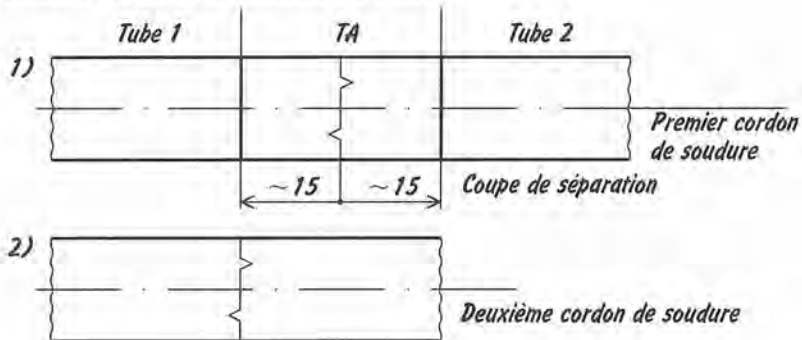 Tube 1 TA Tube 2
1)
Premier cordon
de soudure
~15 ~15 Coupe de séparation
2)
Deuxième cordon de soudure